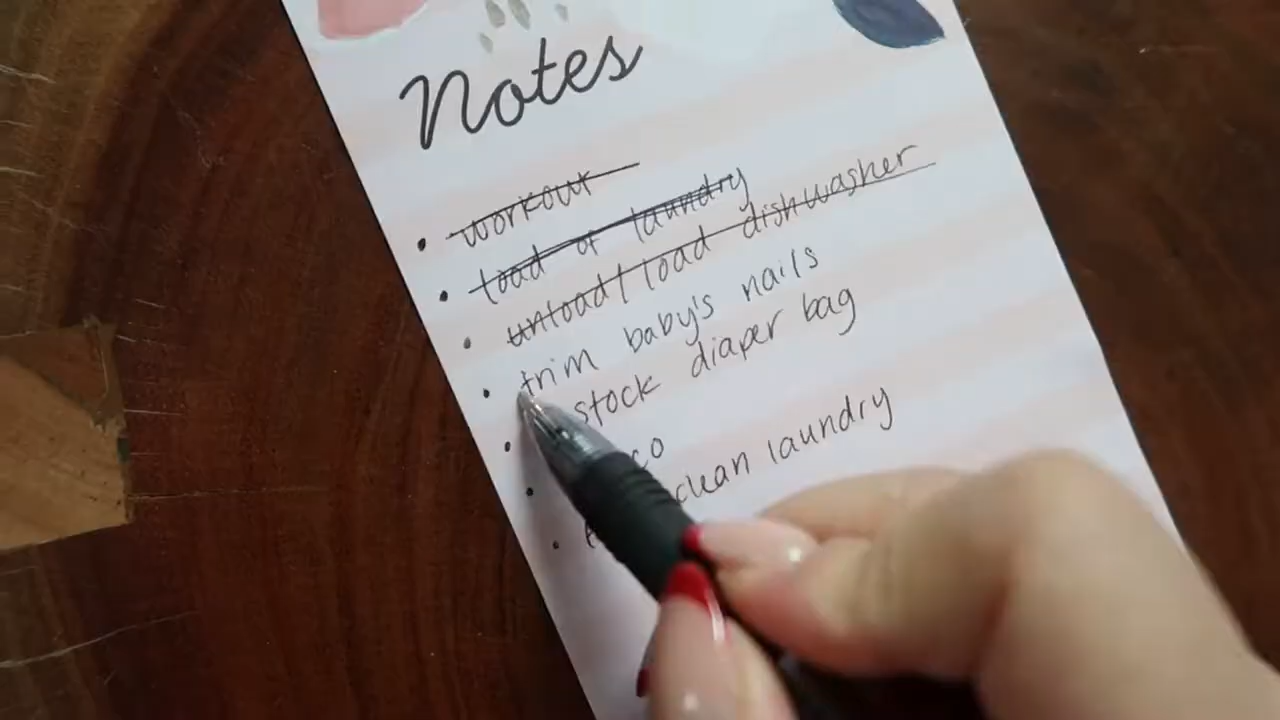 Notes
• workout
• load of laundry
• unload/load dishwasher
• trim baby's nails
• stock diaper bag
•
• clean laundry